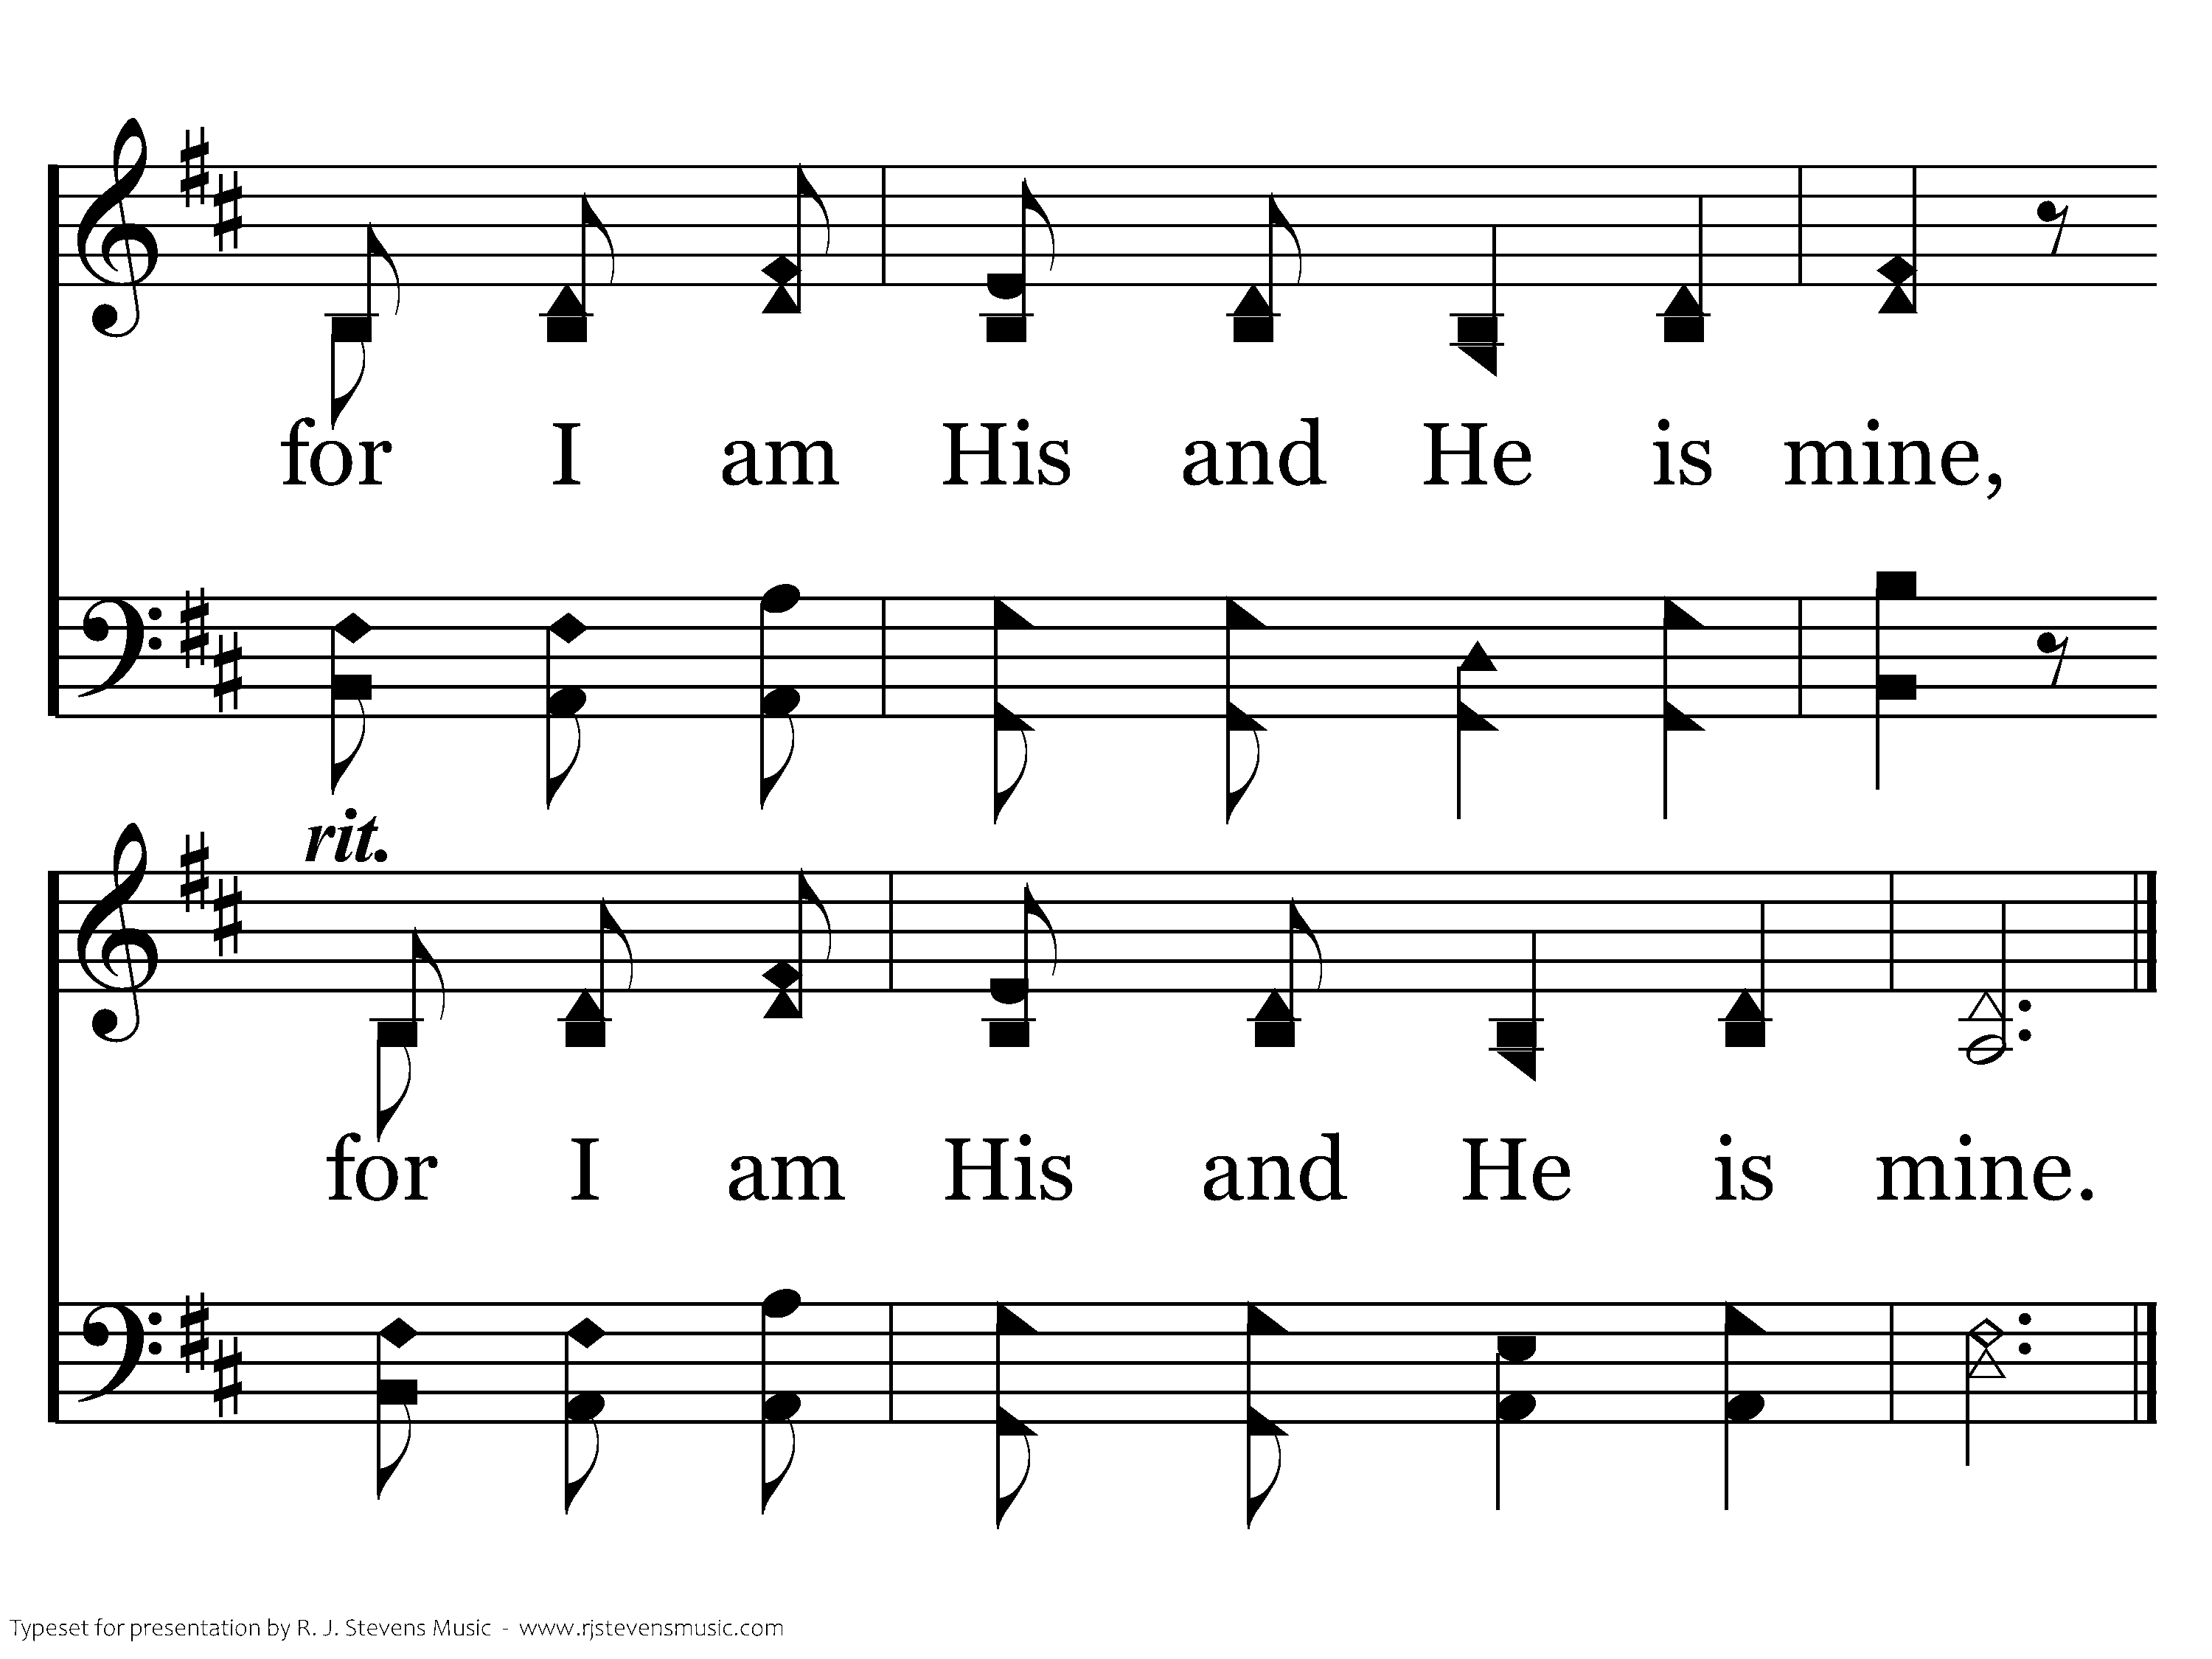 for I am His and He is mine,
rit.
for I am His and He is mine.
Typeset for presentation by R. J. Stevens Music - www.rjstevensmusic.com